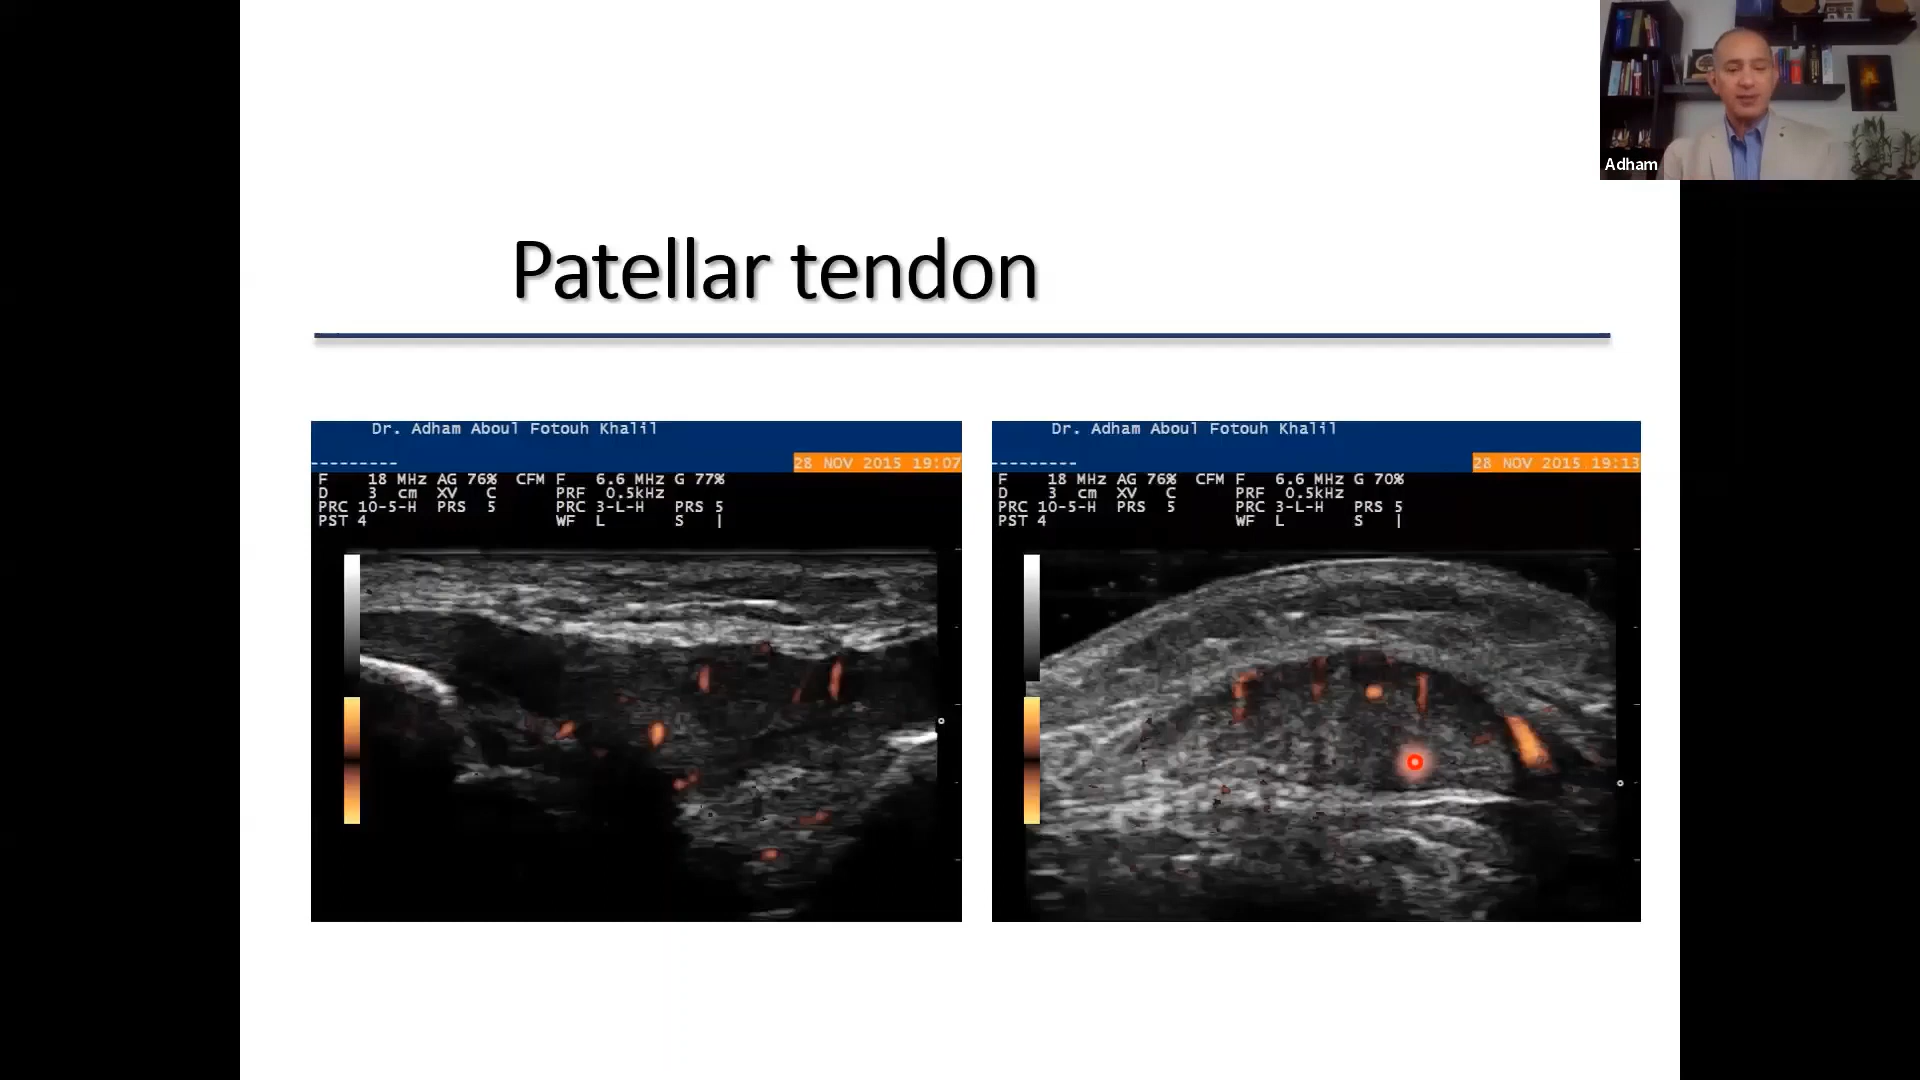 Adham
Patellar tendon
Dr. Adham Aboul Fotouh Khalil
---------
28 NOV 2015 19:07
F 18 MHz AG 76% CFM F 6.6 MHz G 77%
D 3 cm XV C PRF 0.5kHz
PRC 10-5-H PRS 5 PRC 3-L-H PRS 5
PST 4 WF L S |
Dr. Adham Aboul Fotouh Khalil
---------
28 NOV 2015 19:13
F 18 MHz AG 76% CFM F 6.6 MHz G 70%
D 3 cm XV C PRF 0.5kHz
PRC 10-5-H PRS 5 PRC 3-L-H PRS 5
PST 4 WF L S |